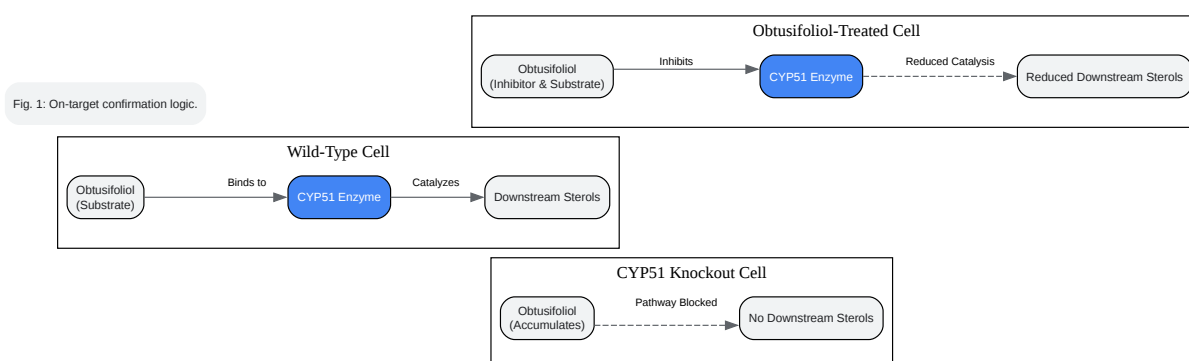 Obtusifoliol-Treated Cell
Obtusifoliol
(Inhibitor & Substrate)
Inhibits
CYP51 Enzyme
Reduced Catalysis
Reduced Downstream Sterols
Fig. 1: On-target confirmation logic.
Wild-Type Cell
Obtusifoliol
(Substrate)
Binds to
CYP51 Enzyme
Catalyzes
Downstream Sterols
CYP51 Knockout Cell
Obtusifoliol
(Accumulates)
Pathway Blocked
No Downstream Sterols